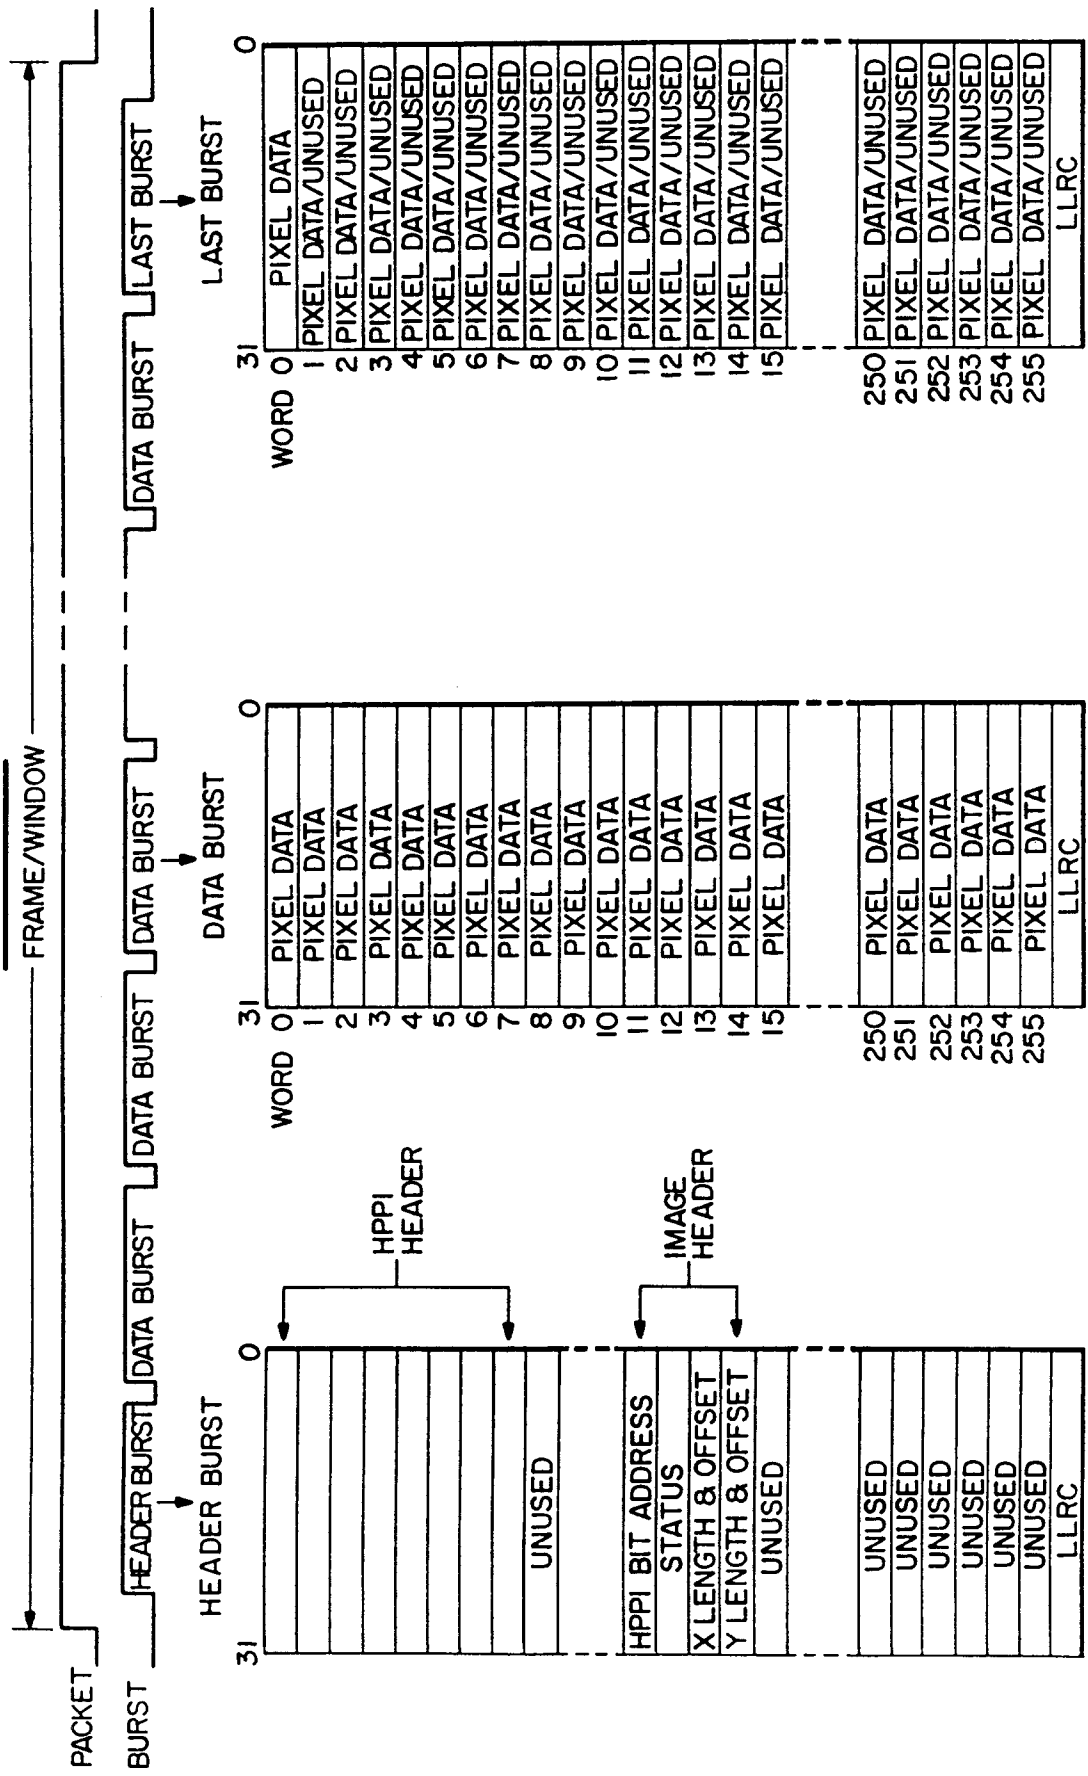 FRAME/WINDOW
PACKET
BURST
HEADER BURST
DATA BURST
DATA BURST
DATA BURST
DATA BURST
LAST BURST
HEADER BURST
31
0
UNUSED
HPPI BIT ADDRESS
STATUS
X LENGTH & OFFSET
Y LENGTH & OFFSET
UNUSED
UNUSED
UNUSED
UNUSED
UNUSED
UNUSED
UNUSED
LLRC
HPPI
HEADER
IMAGE
HEADER
DATA BURST
31
0
WORD 0 PIXEL DATA
1 PIXEL DATA
2 PIXEL DATA
3 PIXEL DATA
4 PIXEL DATA
5 PIXEL DATA
6 PIXEL DATA
7 PIXEL DATA
8 PIXEL DATA
9 PIXEL DATA
10 PIXEL DATA
11 PIXEL DATA
12 PIXEL DATA
13 PIXEL DATA
14 PIXEL DATA
15 PIXEL DATA
250 PIXEL DATA
251 PIXEL DATA
252 PIXEL DATA
253 PIXEL DATA
254 PIXEL DATA
255 PIXEL DATA
LLRC
LAST BURST
31
0
WORD 0 PIXEL DATA
1 PIXEL DATA/UNUSED
2 PIXEL DATA/UNUSED
3 PIXEL DATA/UNUSED
4 PIXEL DATA/UNUSED
5 PIXEL DATA/UNUSED
6 PIXEL DATA/UNUSED
7 PIXEL DATA/UNUSED
8 PIXEL DATA/UNUSED
9 PIXEL DATA/UNUSED
10 PIXEL DATA/UNUSED
11 PIXEL DATA/UNUSED
12 PIXEL DATA/UNUSED
13 PIXEL DATA/UNUSED
14 PIXEL DATA/UNUSED
15 PIXEL DATA/UNUSED
250 PIXEL DATA/UNUSED
251 PIXEL DATA/UNUSED
252 PIXEL DATA/UNUSED
253 PIXEL DATA/UNUSED
254 PIXEL DATA/UNUSED
255 PIXEL DATA/UNUSED
LLRC